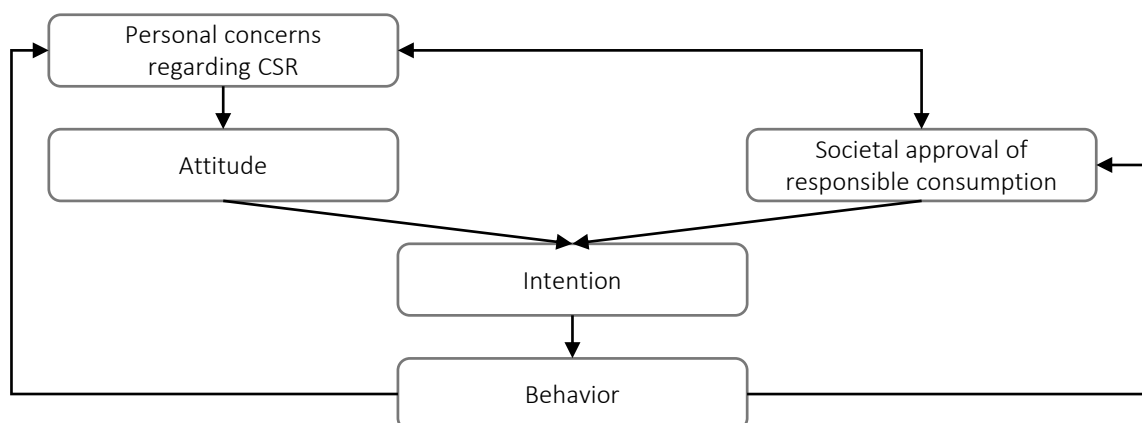 Personal concerns
regarding CSR
Attitude
Societal approval of
responsible consumption
Intention
Behavior